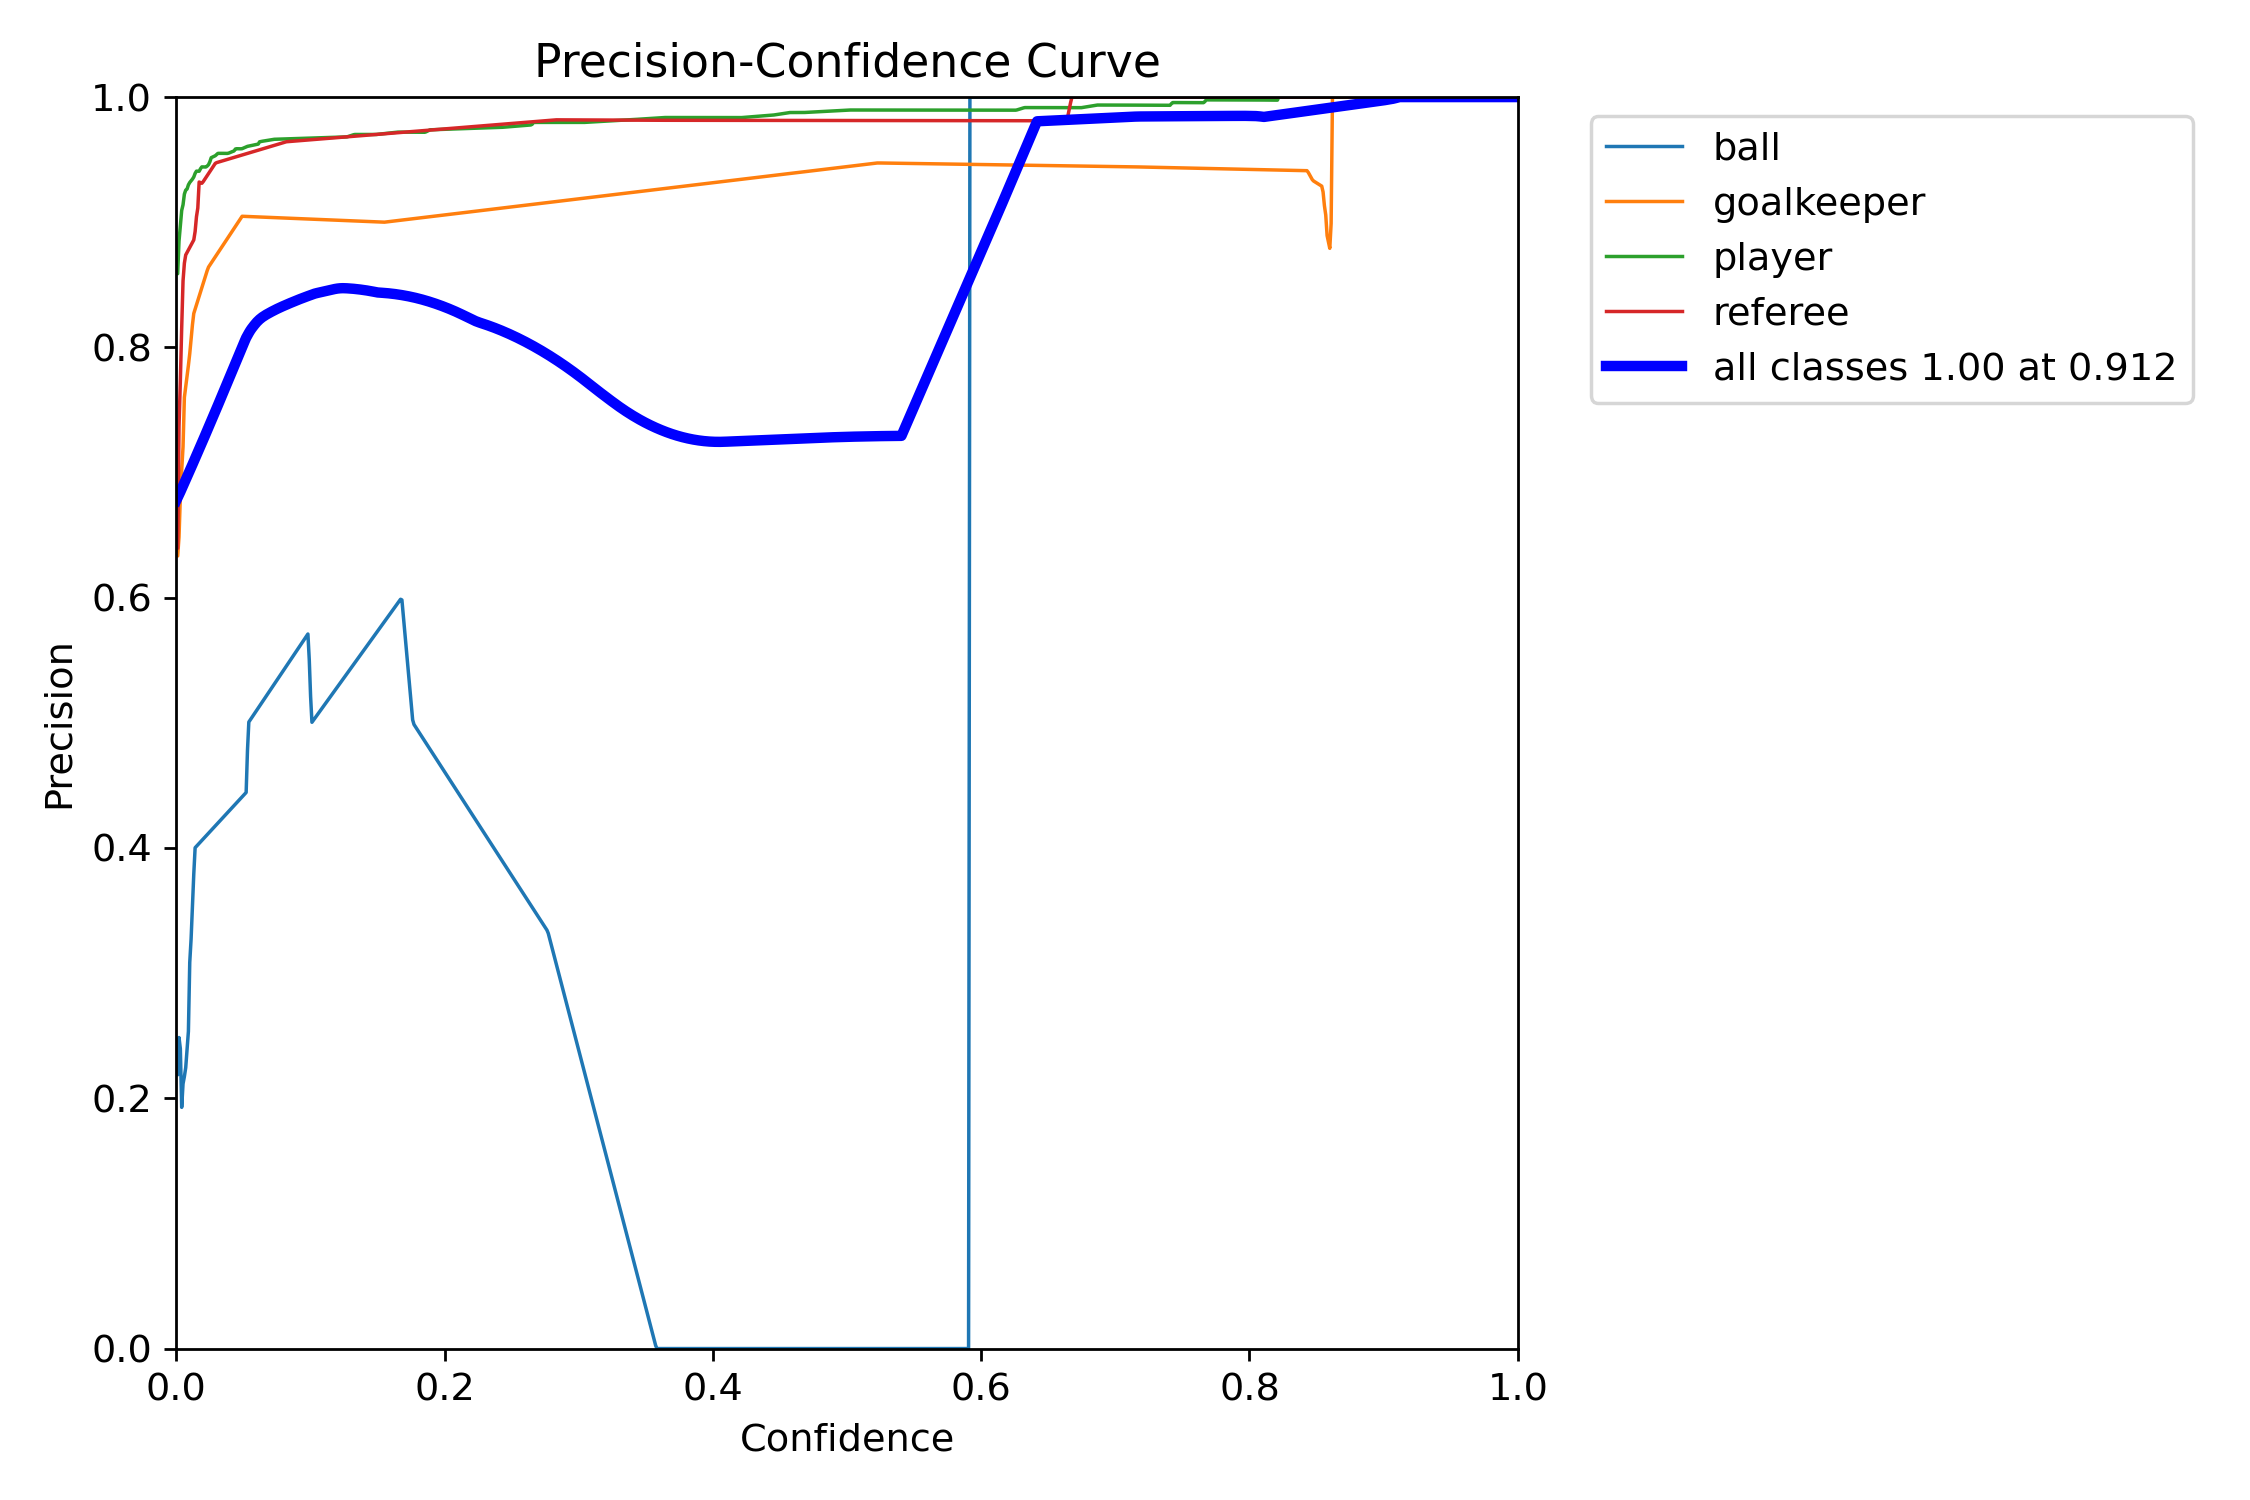 Precision-Confidence Curve
1.0
0.8
0.6
0.4
0.2
0.0
Precision
0.0 0.2 0.4 0.6 0.8 1.0
Confidence
ball
goalkeeper
player
referee
all classes 1.00 at 0.912